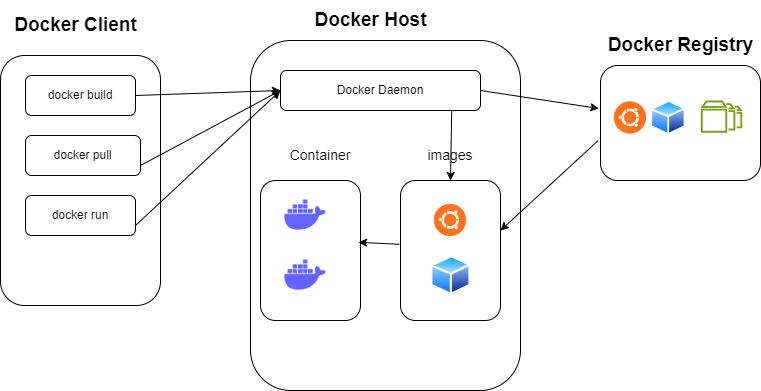 Docker Client
Docker Host
Docker Registry
docker build
docker pull
docker run
Docker Daemon
Container
images